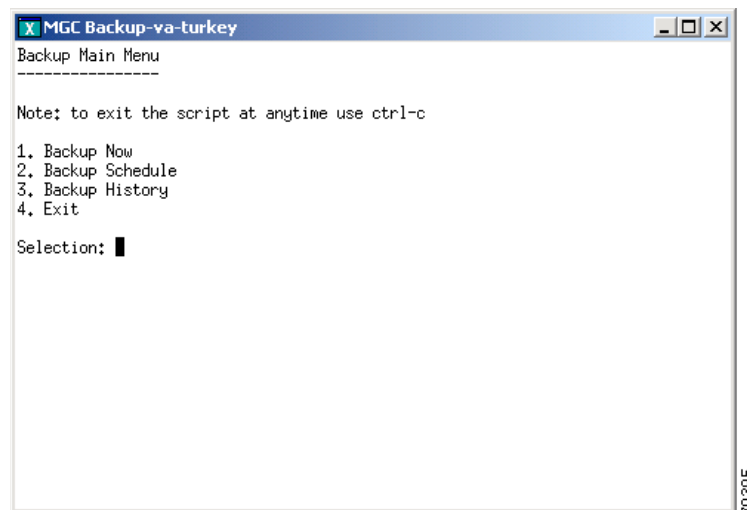 MGC Backup-va-turkey
Backup Main Menu
----------------
Note: to exit the script at anytime use ctrl-c
1. Backup Now
2. Backup Schedule
3. Backup History
4. Exit
Selection: